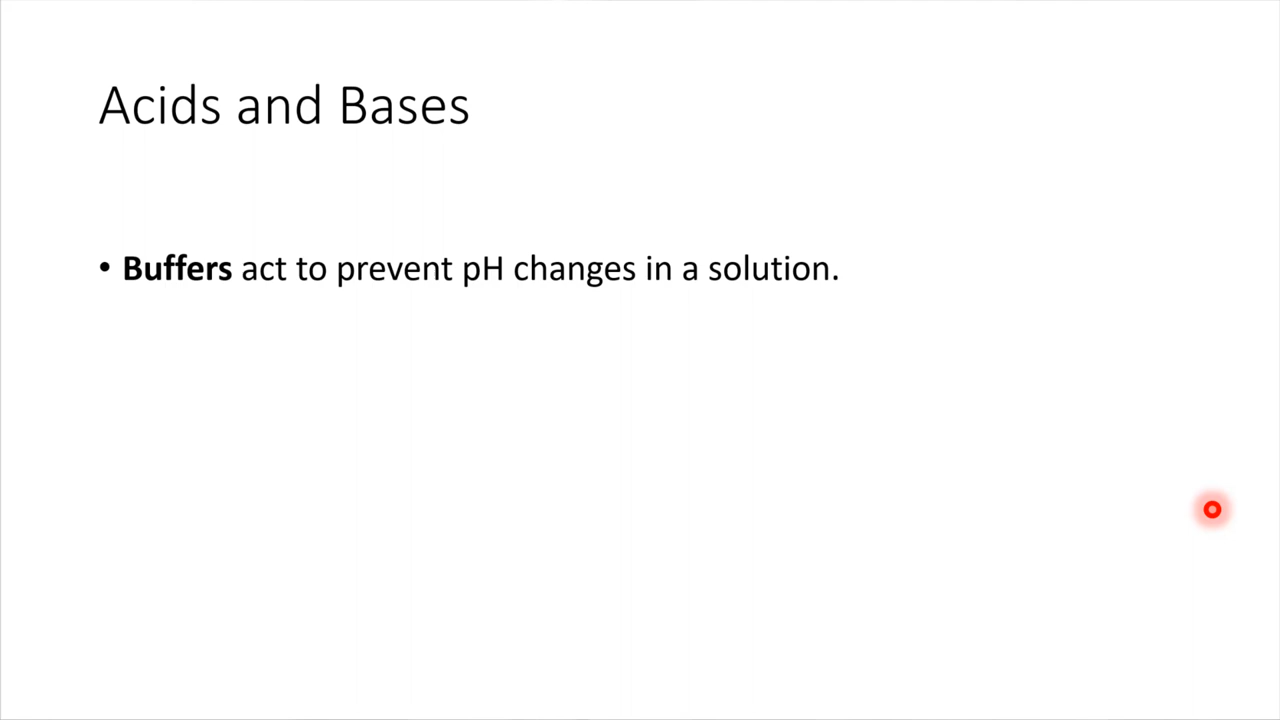 Acids and Bases
• Buffers act to prevent pH changes in a solution.